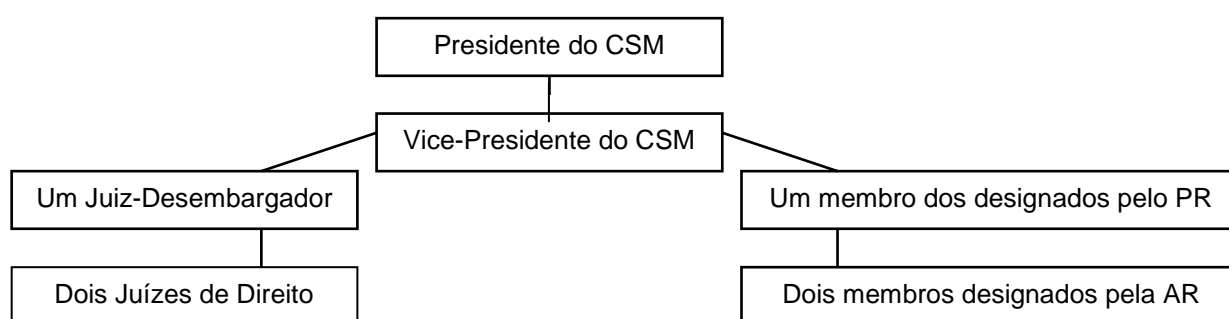 Presidente do CSM
Vice-Presidente do CSM
Um Juiz-Desembargador
Um membro dos designados pelo PR
Dois Juízes de Direito
Dois membros designados pela AR